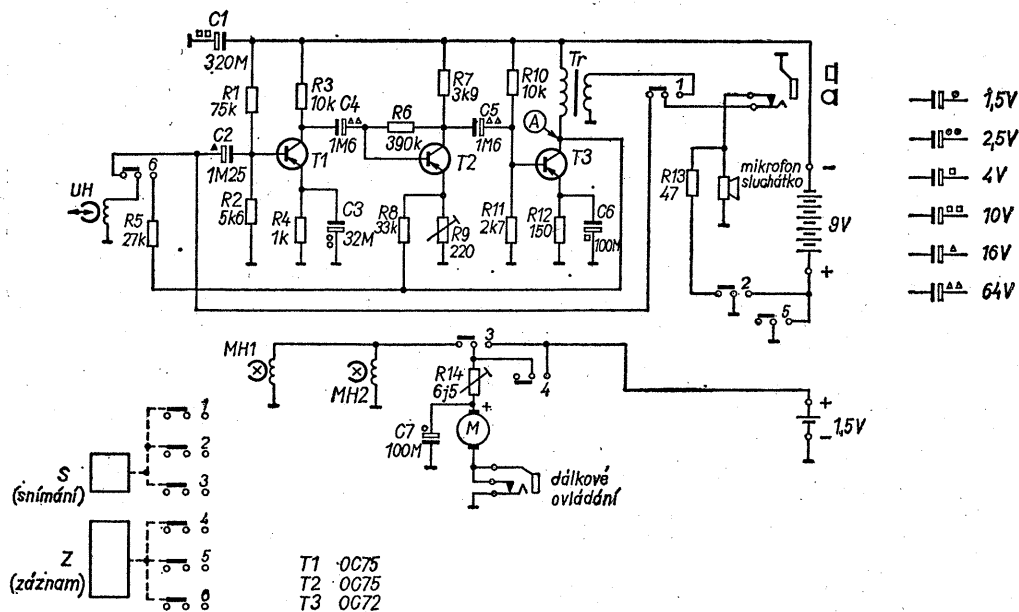 C1
320M
R1
75k
R3
10k
C4
1M6
R6
390k
R7
3k9
C5
1M6
R10
10k
Tr
1
A
C2
1M25
T1
T2
T3
6
UH
R5
27k
R2
5k6
R4
1k
C3
32M
R8
33k
R9
220
R11
2k7
R12
150
C6
100M
R13
47
mikrofon
sluchátko
-
9V
+
2
5
1,5V
2,5V
4V
10V
16V
64V
MH1
MH2
3
R14
6j5
4
+
C7
100M
M
dálkové
ovládání
+
1,5V
-
S
(snímání)
1
2
3
Z
(záznam)
4
5
6
T1 OC75
T2 OC75
T3 OC72